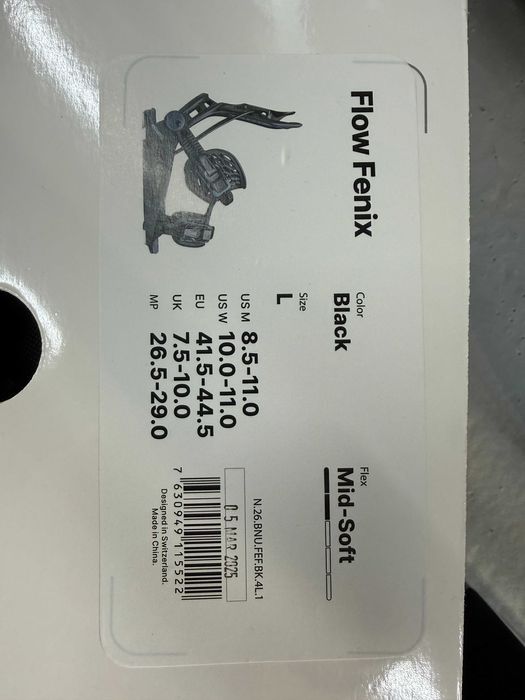 Flow Fenix
Color
Black
Flex
Mid-Soft
Size
L
US M 8.5-11.0
US W 10.0-11.0
EU 41.5-44.5
UK 7.5-10.0
MP 26.5-29.0
N.26.BNU.FEF.BK.4L.1
05 MAR 2025
7 630949 115522
Designed in Switzerland.
Made in China.